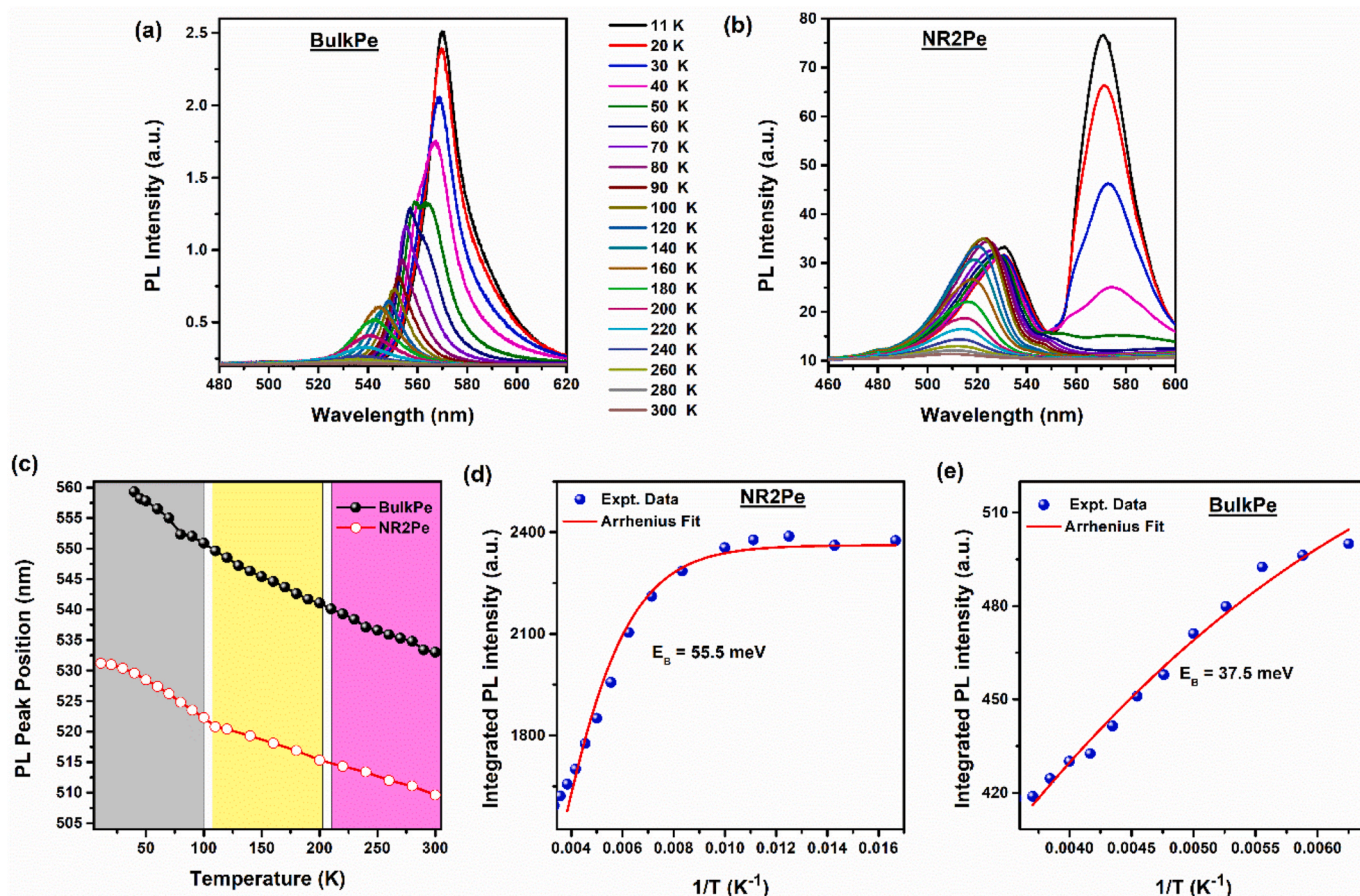 (a)
BulkPe
PL Intensity (a.u.)
2.5
2.0
1.5
1.0
0.5
480 500 520 540 560 580 600 620
Wavelength (nm)
11 K
20 K
30 K
40 K
50 K
60 K
70 K
80 K
90 K
100 K
120 K
140 K
160 K
180 K
200 K
220 K
240 K
260 K
280 K
300 K
(b)
NR2Pe
PL Intensity (a.u.)
80
70
60
50
40
30
20
10
460 480 500 520 540 560 580 600
Wavelength (nm)
(c)
PL Peak Position (nm)
560
555
550
545
540
535
530
525
520
515
510
505
BulkPe
NR2Pe
50 100 150 200 250 300
Temperature (K)
(d)
NR2Pe
Expt. Data
Arrhenius Fit
Integrated PL intensity (a.u.)
2400
2100
1800
E_B = 55.5 meV
0.004 0.006 0.008 0.010 0.012 0.014 0.016
1/T (K⁻¹)
(e)
BulkPe
Expt. Data
Arrhenius Fit
Integrated PL intensity (a.u.)
510
480
450
420
E_B = 37.5 meV
0.0040 0.0045 0.0050 0.0055 0.0060
1/T (K⁻¹)